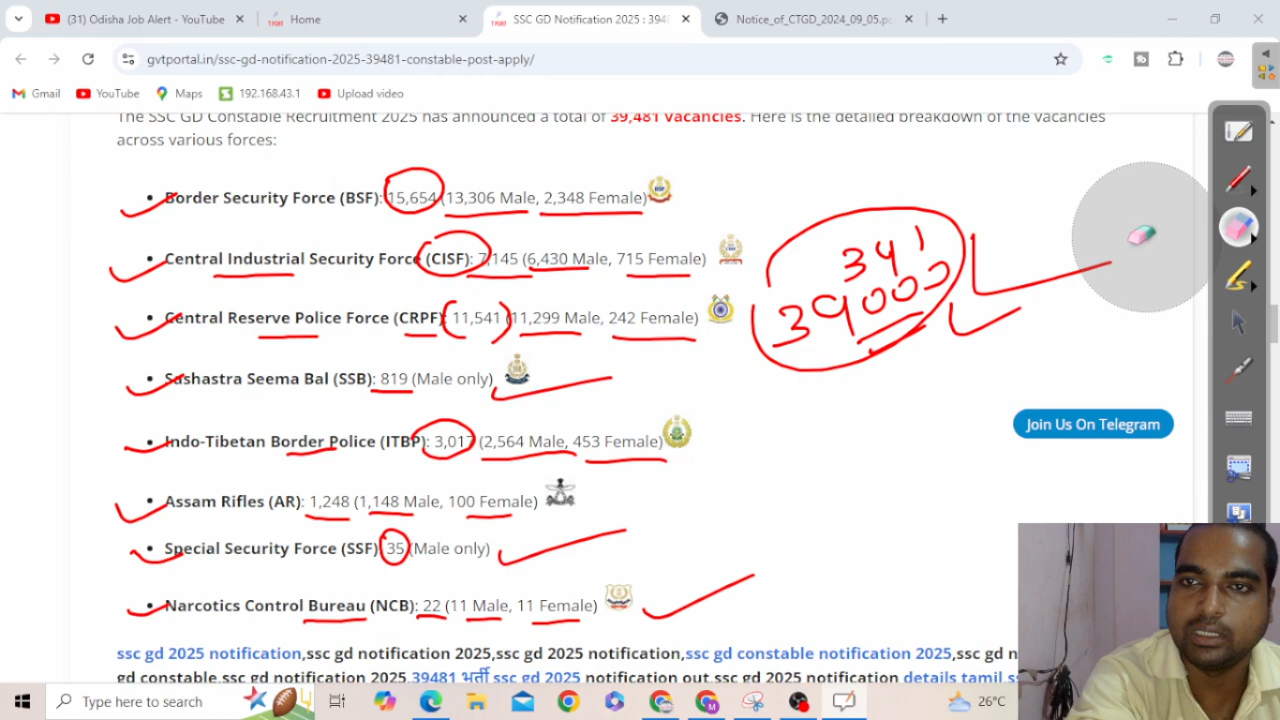 (31) Odisha Job Alert - YouTube
Home
SSC GD Notification 2025 : 3948
Notice_of_CTGD_2024_09_05.pd
gvtportal.in/ssc-gd-notification-2025-39481-constable-post-apply/
Gmail
YouTube
Maps
192.168.43.1
Upload video
The SSC GD Constable Recruitment 2025 has announced a total of 39,481 vacancies. Here is the detailed breakdown of the vacancies
across various forces:
Border Security Force (BSF): 15,654 (13,306 Male, 2,348 Female)
Central Industrial Security Force (CISF): 7,145 (6,430 Male, 715 Female)
Central Reserve Police Force (CRPF): 11,541 (11,299 Male, 242 Female)
Sashastra Seema Bal (SSB): 819 (Male only)
Indo-Tibetan Border Police (ITBP): 3,017 (2,564 Male, 453 Female)
Assam Rifles (AR): 1,248 (1,148 Male, 100 Female)
Special Security Force (SSF): 35 (Male only)
Narcotics Control Bureau (NCB): 22 (11 Male, 11 Female)
341
39000
Join Us On Telegram
ssc gd 2025 notification,ssc gd notification 2025,ssc gd 2025 notification,ssc gd constable notification 2025,ssc gd n
gd constable,ssc gd notification 2025,39481 भर्ती ssc gd 2025 notification out,ssc gd 2025 notification details tamil,ss
Type here to search
26°C